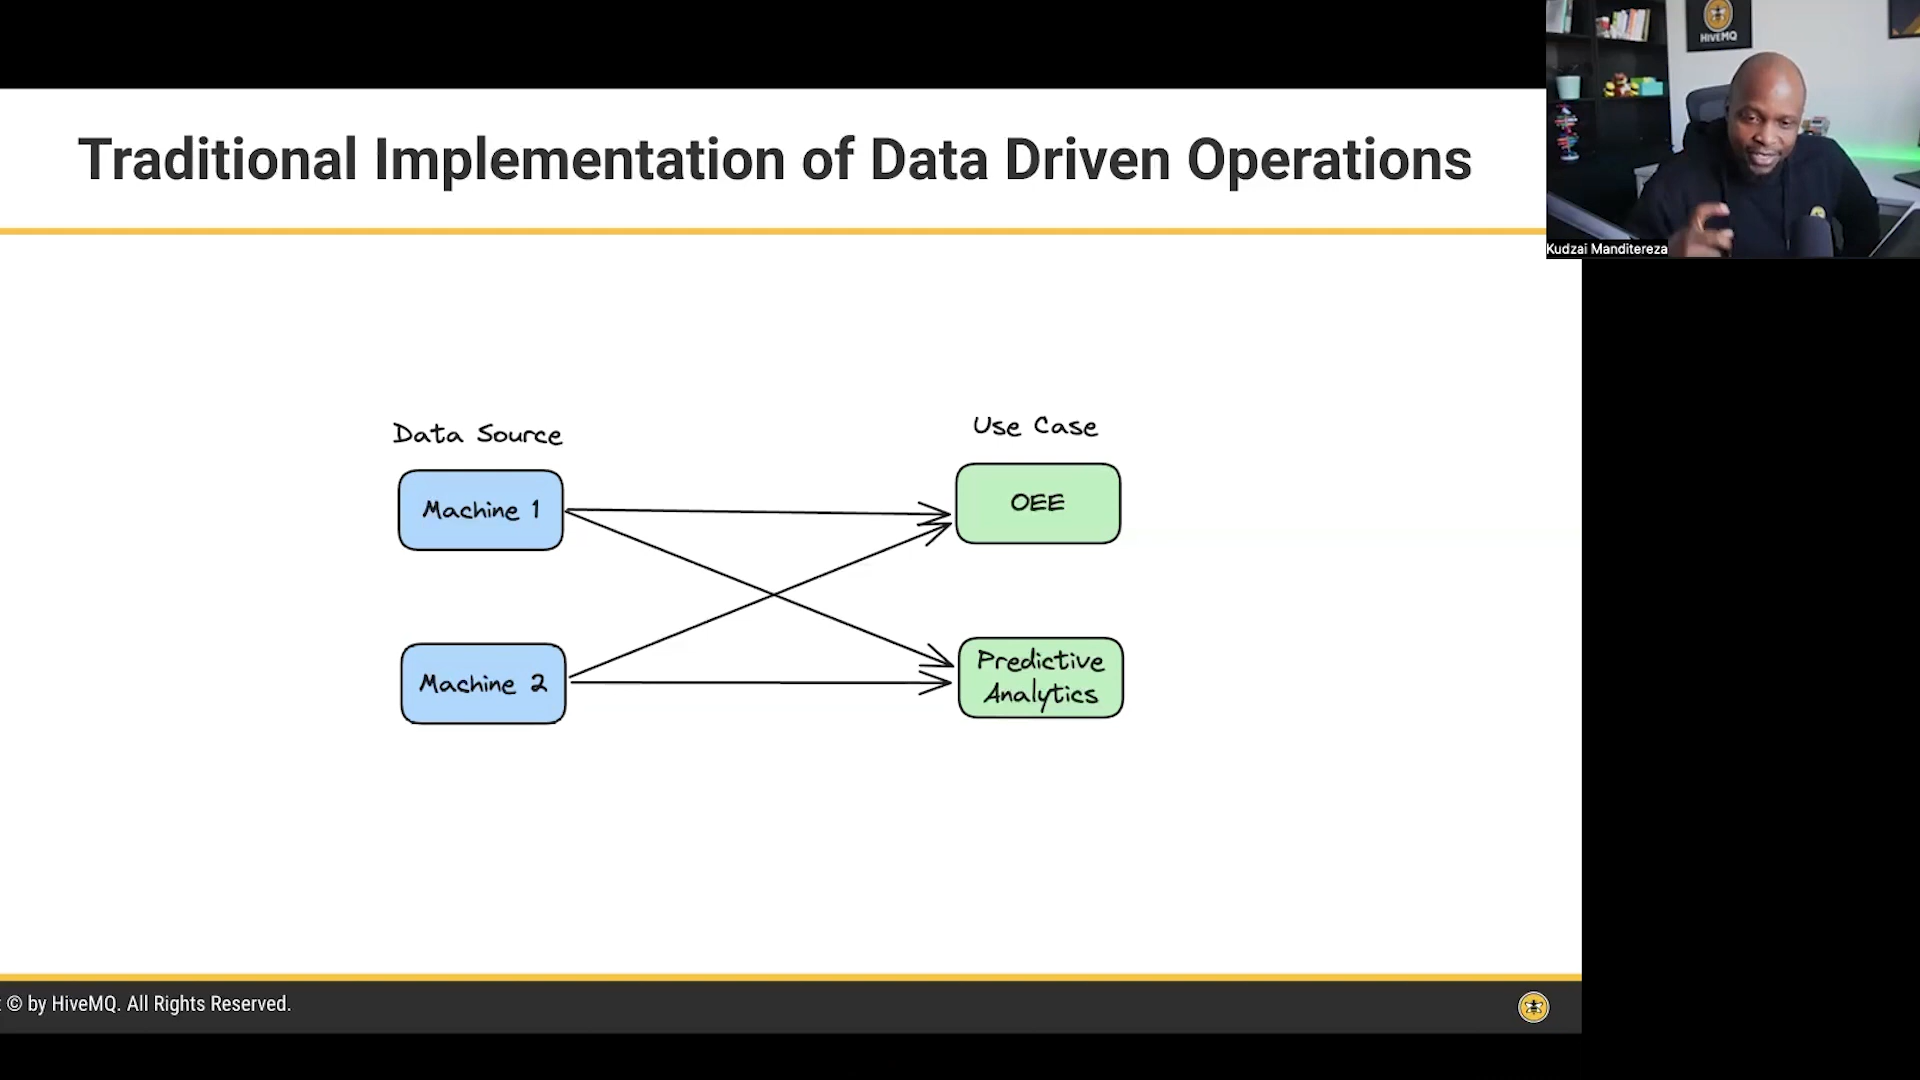 HIVEMQ
Kudzai Manditereza
Traditional Implementation of Data Driven Operations
Data Source
Use Case
Machine 1
OEE
Machine 2
Predictive
Analytics
© by HiveMQ. All Rights Reserved.